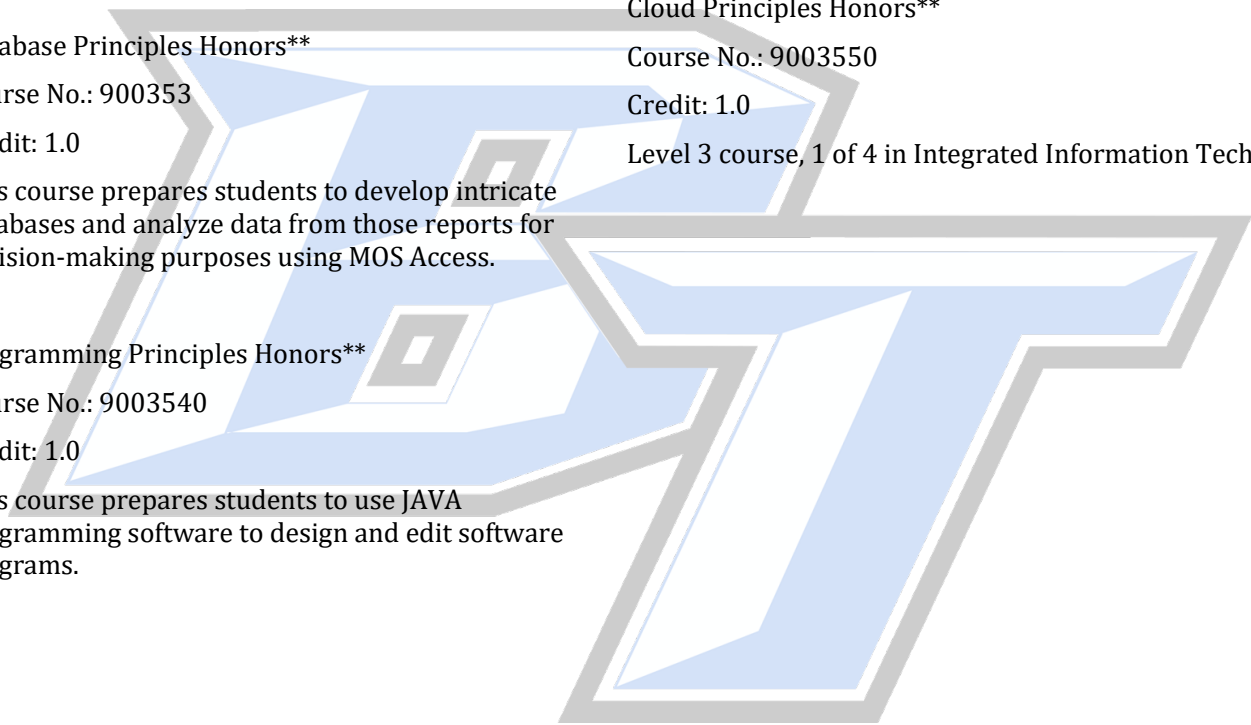 abase Principles Honors**
rse No.: 900353
dit: 1.0
s course prepares students to develop intricate
abases and analyze data from those reports for
ision-making purposes using MOS Access.
gramming Principles Honors**
urse No.: 9003540
dit: 1.0
s course prepares students to use JAVA
gramming software to design and edit software
grams.
Cloud Principles Honors**
Course No.: 9003550
Credit: 1.0
Level 3 course, 1 of 4 in Integrated Information Tech
BT